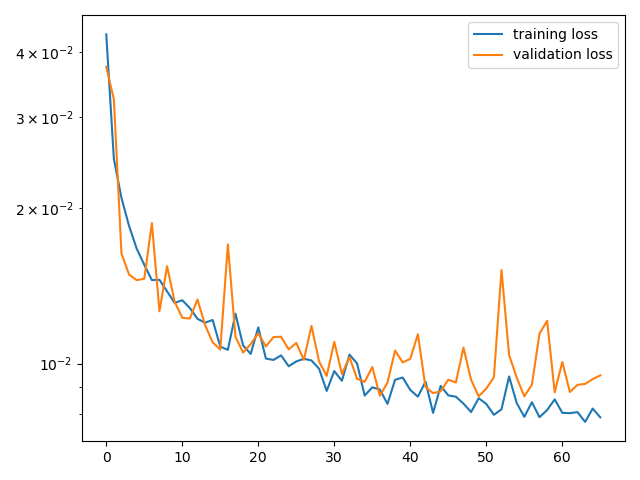 training loss
validation loss
4 × 10⁻²
3 × 10⁻²
2 × 10⁻²
10⁻²
0 10 20 30 40 50 60